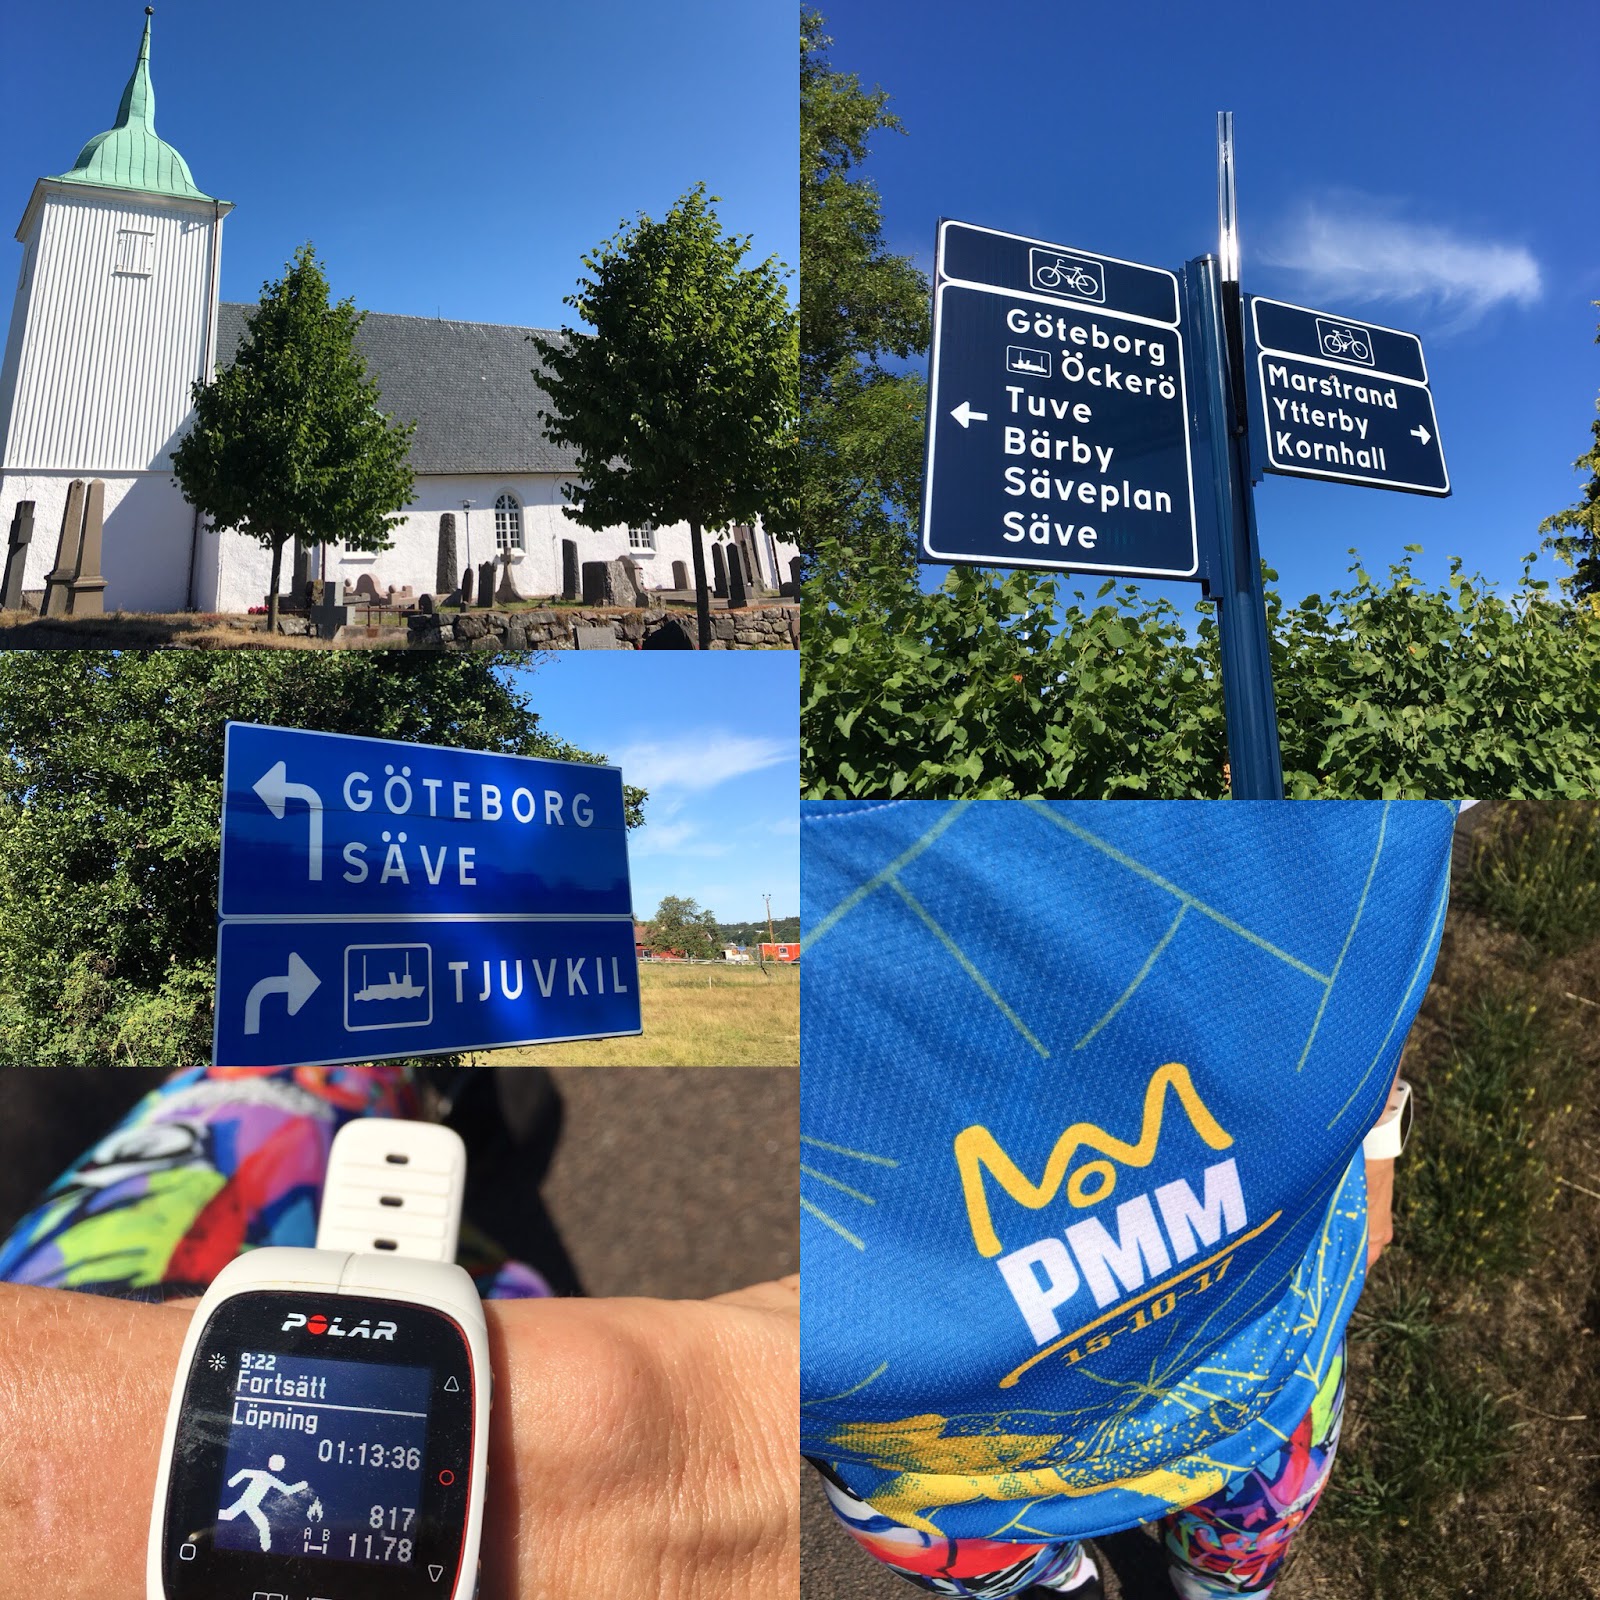 Göteborg
Öckerö
Tuve
Bärby
Säveplan
Säve
Marstrand
Ytterby
Kornhall
GÖTEBORG
SÄVE
TJUVKIL
POLAR
9:22
Fortsätt
Löpning
01:13:36
817
A B
11.78
PMM
15-10-17